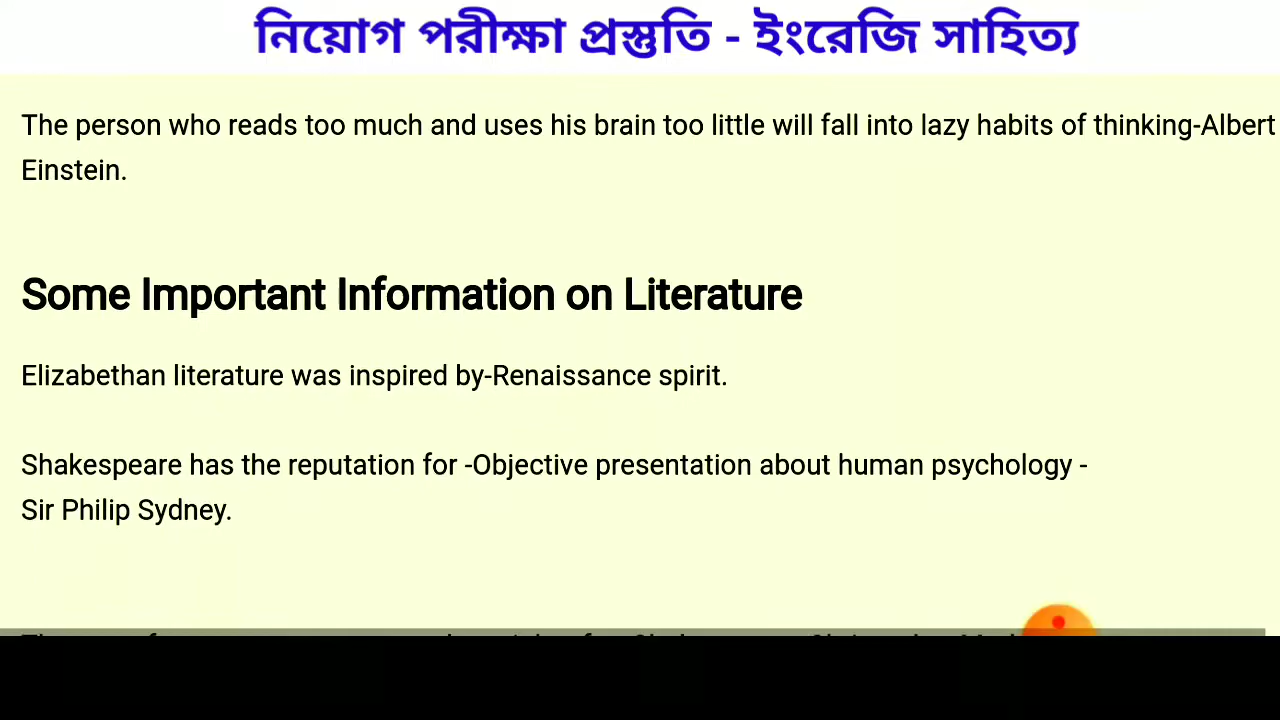 নিয়োগ পরীক্ষা প্রস্তুতি - ইংরেজি সাহিত্য
The person who reads too much and uses his brain too little will fall into lazy habits of thinking-Albert
Einstein.
Some Important Information on Literature
Elizabethan literature was inspired by-Renaissance spirit.
Shakespeare has the reputation for -Objective presentation about human psychology -
Sir Philip Sydney.